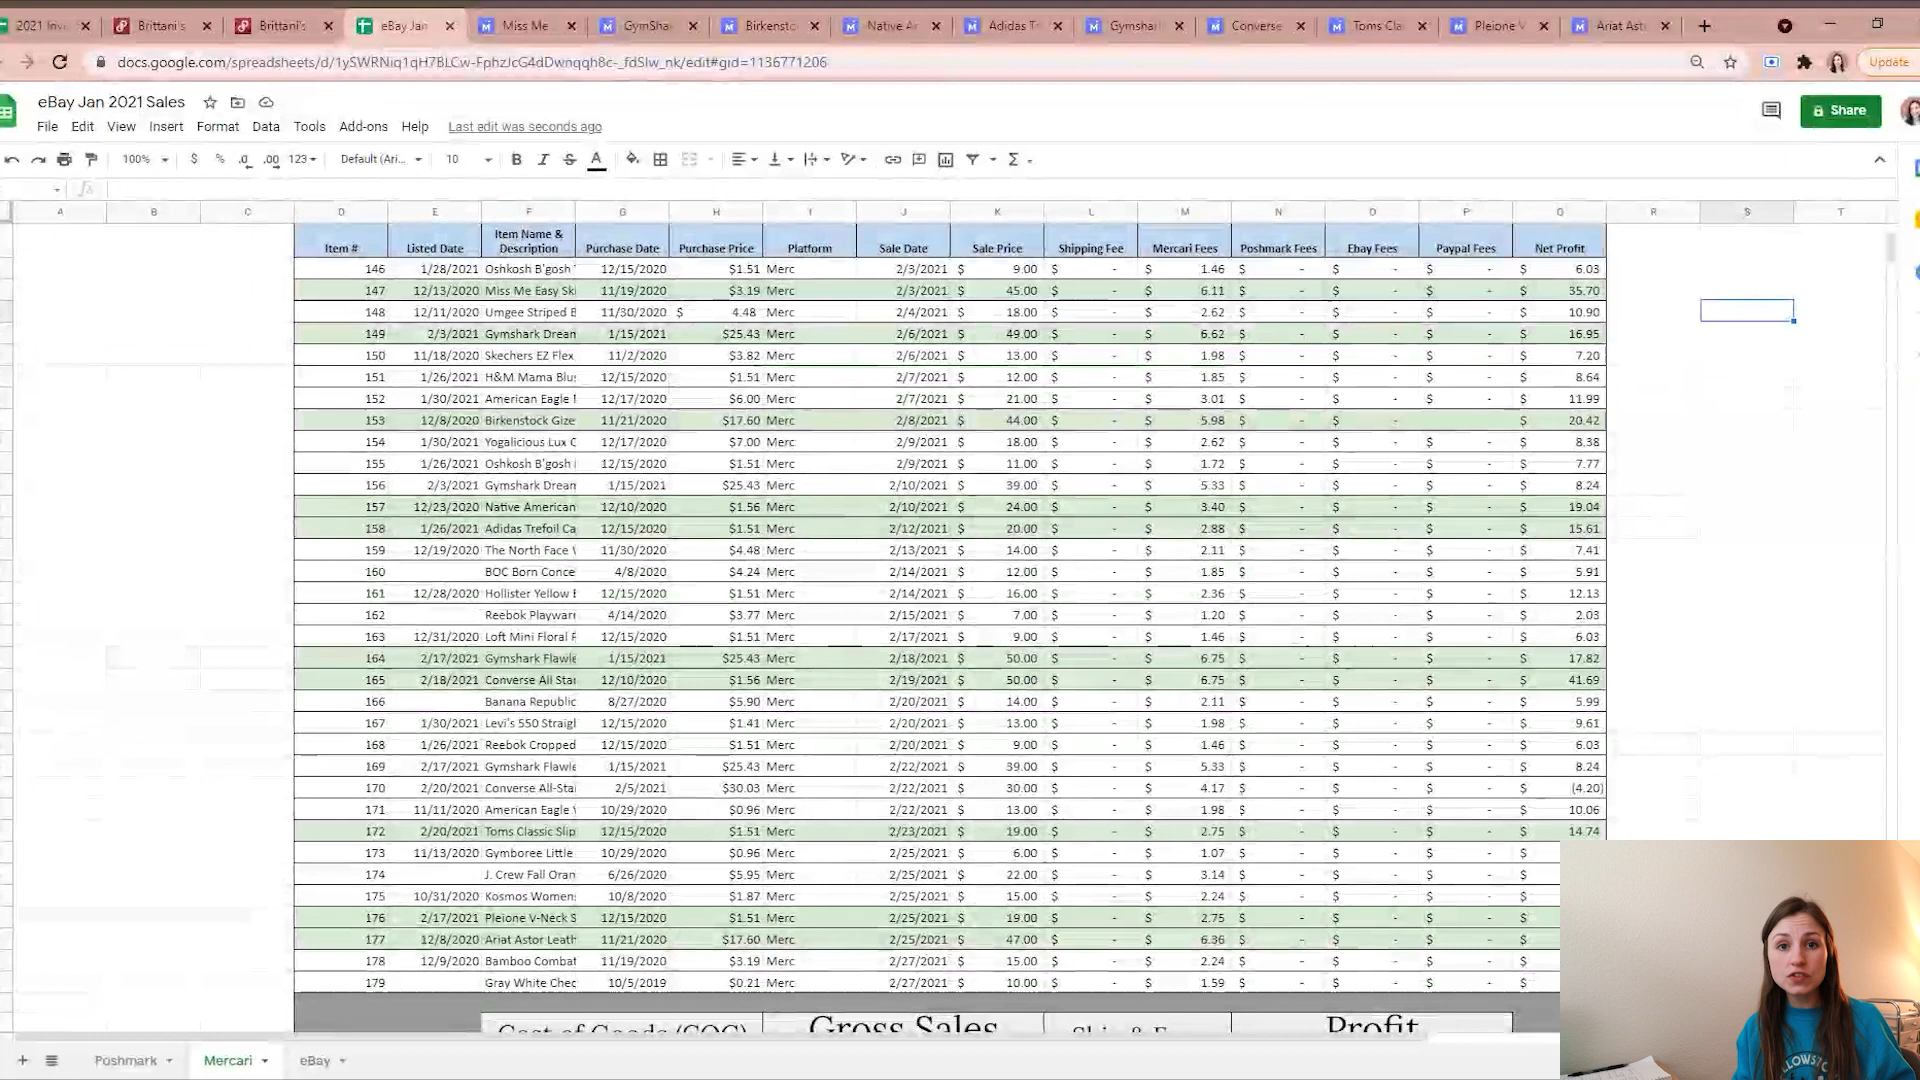 2021 Inv
Brittani's
Brittani's
eBay Jan
Miss Me
GymSha
Birkensto
Native A
Adidas T
Gymshar
Converse
Toms Cla
Pleione V
Ariat Ast
docs.google.com/spreadsheets/d/1ySWRNiq1qH7BLCw-FphzJcG4dDwnqqh8c-_fdSlw_nk/edit#gid=1136771206
Update
eBay Jan 2021 Sales
File Edit View Insert Format Data Tools Add-ons Help Last edit was seconds ago
Share
100% $ % .0 .00 123 Default (Ari... 10 B I S A
fx
A B C D E F G H I J K L M N O P Q R S T
Item # Listed Date Item Name & Description Purchase Date Purchase Price Platform Sale Date Sale Price Shipping Fee Mercari Fees Poshmark Fees Ebay Fees Paypal Fees Net Profit
146 1/28/2021 Oshkosh B'gosh 12/15/2020 $1.51 Merc 2/3/2021 $ 9.00 $ - $ 1.46 $ - $ - $ - $ 6.03
147 12/13/2020 Miss Me Easy Ski 11/19/2020 $3.19 Merc 2/3/2021 $ 45.00 $ - $ 6.11 $ - $ - $ - $ 35.70
148 12/11/2020 Umgee Striped B 11/30/2020 $ 4.48 Merc 2/4/2021 $ 18.00 $ - $ 2.62 $ - $ - $ - $ 10.90
149 2/3/2021 Gymshark Dream 1/15/2021 $25.43 Merc 2/6/2021 $ 49.00 $ - $ 6.62 $ - $ - $ - $ 16.95
150 11/18/2020 Skechers EZ Flex 11/2/2020 $3.82 Merc 2/6/2021 $ 13.00 $ - $ 1.98 $ - $ - $ - $ 7.20
151 1/26/2021 H&M Mama Blu 12/15/2020 $1.51 Merc 2/7/2021 $ 12.00 $ - $ 1.85 $ - $ - $ - $ 8.64
152 1/30/2021 American Eagle 12/17/2020 $6.00 Merc 2/7/2021 $ 21.00 $ - $ 3.01 $ - $ - $ - $ 11.99
153 12/8/2020 Birkenstock Gize 11/21/2020 $17.60 Merc 2/8/2021 $ 44.00 $ - $ 5.98 $ - $ - $ 20.42
154 1/30/2021 Yogalicious Lux C 12/17/2020 $7.00 Merc 2/9/2021 $ 18.00 $ - $ 2.62 $ - $ - $ - $ 8.38
155 1/26/2021 Oshkosh B'gosh 12/15/2020 $1.51 Merc 2/9/2021 $ 11.00 $ - $ 1.72 $ - $ - $ - $ 7.77
156 2/3/2021 Gymshark Dream 1/15/2021 $25.43 Merc 2/10/2021 $ 39.00 $ - $ 5.33 $ - $ - $ - $ 8.24
157 12/23/2020 Native American 12/10/2020 $1.56 Merc 2/10/2021 $ 24.00 $ - $ 3.40 $ - $ - $ - $ 19.04
158 1/26/2021 Adidas Trefoil Ca 12/15/2020 $1.51 Merc 2/12/2021 $ 20.00 $ - $ 2.88 $ - $ - $ - $ 15.61
159 12/19/2020 The North Face 11/30/2020 $4.48 Merc 2/13/2021 $ 14.00 $ - $ 2.11 $ - $ - $ - $ 7.41
160 BOC Born Conce 4/8/2020 $4.24 Merc 2/14/2021 $ 12.00 $ - $ 1.85 $ - $ - $ - $ 5.91
161 12/28/2020 Hollister Yellow 12/15/2020 $1.51 Merc 2/14/2021 $ 16.00 $ - $ 2.36 $ - $ - $ - $ 12.13
162 Reebok Playwar 4/14/2020 $3.77 Merc 2/15/2021 $ 7.00 $ - $ 1.20 $ - $ - $ - $ 2.03
163 12/31/2020 Loft Mini Floral 12/15/2020 $1.51 Merc 2/17/2021 $ 9.00 $ - $ 1.46 $ - $ - $ - $ 6.03
164 2/17/2021 Gymshark Flawle 1/15/2021 $25.43 Merc 2/18/2021 $ 50.00 $ - $ 6.75 $ - $ - $ - $ 17.82
165 2/18/2021 Converse All Star 12/10/2020 $1.56 Merc 2/19/2021 $ 50.00 $ - $ 6.75 $ - $ - $ - $ 41.69
166 Banana Republic 8/27/2020 $5.90 Merc 2/20/2021 $ 14.00 $ - $ 2.11 $ - $ - $ - $ 5.99
167 1/30/2021 Levi's 550 Straigl 12/15/2020 $1.41 Merc 2/20/2021 $ 13.00 $ - $ 1.98 $ - $ - $ - $ 9.61
168 1/26/2021 Reebok Cropped 12/15/2020 $1.51 Merc 2/20/2021 $ 9.00 $ - $ 1.46 $ - $ - $ - $ 6.03
169 2/17/2021 Gymshark Flawle 1/15/2021 $25.43 Merc 2/22/2021 $ 39.00 $ - $ 5.33 $ - $ - $ - $ 8.24
170 2/20/2021 Converse All-Sta 2/5/2021 $30.03 Merc 2/22/2021 $ 30.00 $ - $ 4.17 $ - $ - $ - $ (4.20)
171 11/11/2020 American Eagle 10/29/2020 $0.96 Merc 2/22/2021 $ 13.00 $ - $ 1.98 $ - $ - $ - $ 10.06
172 2/20/2021 Toms Classic Slip 12/15/2020 $1.51 Merc 2/23/2021 $ 19.00 $ - $ 2.75 $ - $ - $ - $ 14.74
173 11/13/2020 Gymboree Little 10/29/2020 $0.96 Merc 2/25/2021 $ 6.00 $ - $ 1.07 $ - $ - $ - $
174 J. Crew Fall Oran 6/26/2020 $5.95 Merc 2/25/2021 $ 22.00 $ - $ 3.14 $ - $ - $ - $
175 10/31/2020 Kosmos Womens 10/8/2020 $1.87 Merc 2/25/2021 $ 15.00 $ - $ 2.24 $ - $ - $ - $
176 2/17/2021 Pleione V-Neck S 12/15/2020 $1.51 Merc 2/25/2021 $ 19.00 $ - $ 2.75 $ - $ - $ - $
177 12/8/2020 Ariat Astor Leath 11/21/2020 $17.60 Merc 2/25/2021 $ 47.00 $ - $ 6.36 $ - $ - $ - $
178 12/9/2020 Bamboo Combat 11/19/2020 $3.19 Merc 2/27/2021 $ 15.00 $ - $ 2.24 $ - $ - $ - $
179 Gray White Chec 10/5/2019 $0.21 Merc 2/27/2021 $ 10.00 $ - $ 1.59 $ - $ - $ - $
Cost of Goods (COG) Gross Sales Profit
Poshmark Mercari eBay